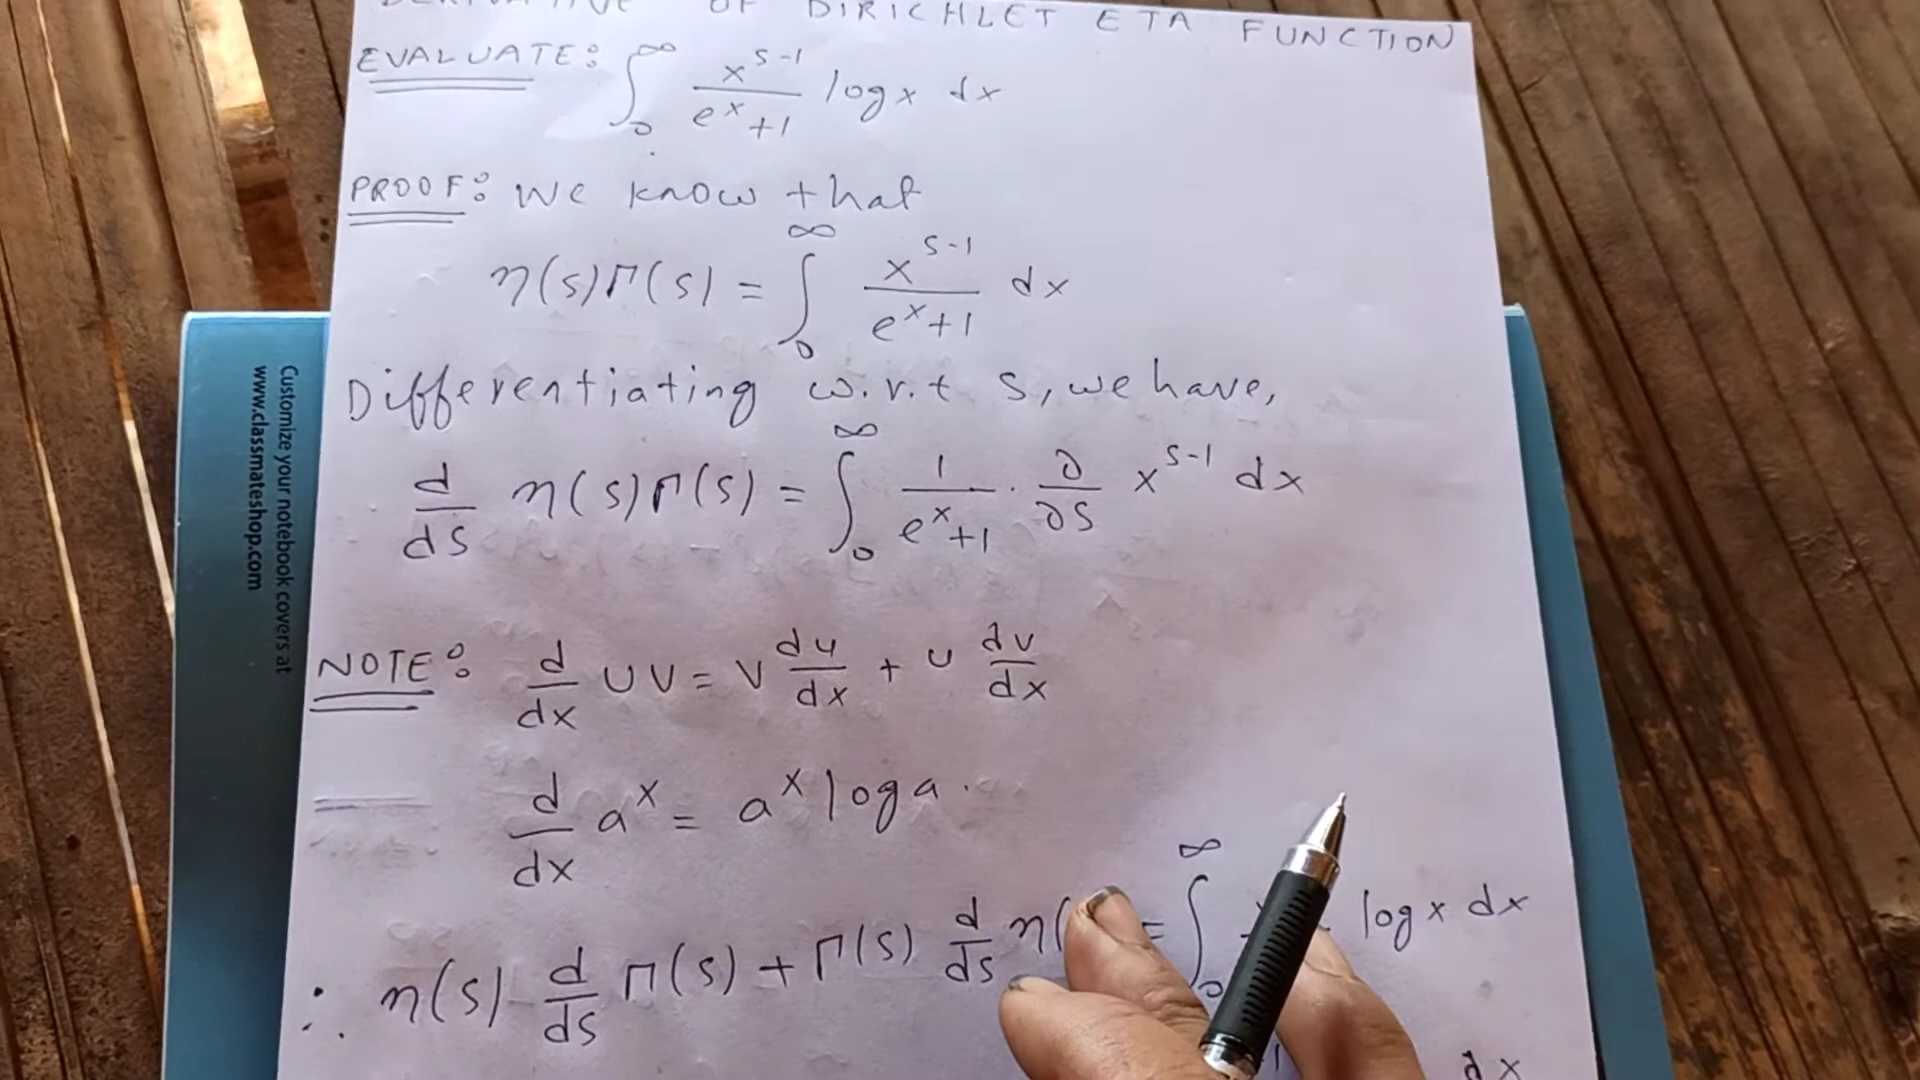 DERIVATIVE OF DIRICHLET ETA FUNCTION
EVALUATE: ∫₀^∞ x^(s-1)/(e^x+1) log x dx
PROOF: We know that
η(s)Γ(s) = ∫₀^∞ x^(s-1)/(e^x+1) dx
Differentiating w.r.t s, we have,
d/ds η(s)Γ(s) = ∫₀^∞ 1/(e^x+1) · ∂/∂s x^(s-1) dx
NOTE: d/dx UV = V du/dx + U dv/dx
d/dx a^x = a^x log a.
∴ η(s) d/ds Γ(s) + Γ(s) d/ds η( = ∫₀^∞ log x dx
dx
Customize your notebook covers at
www.classmateshop.com